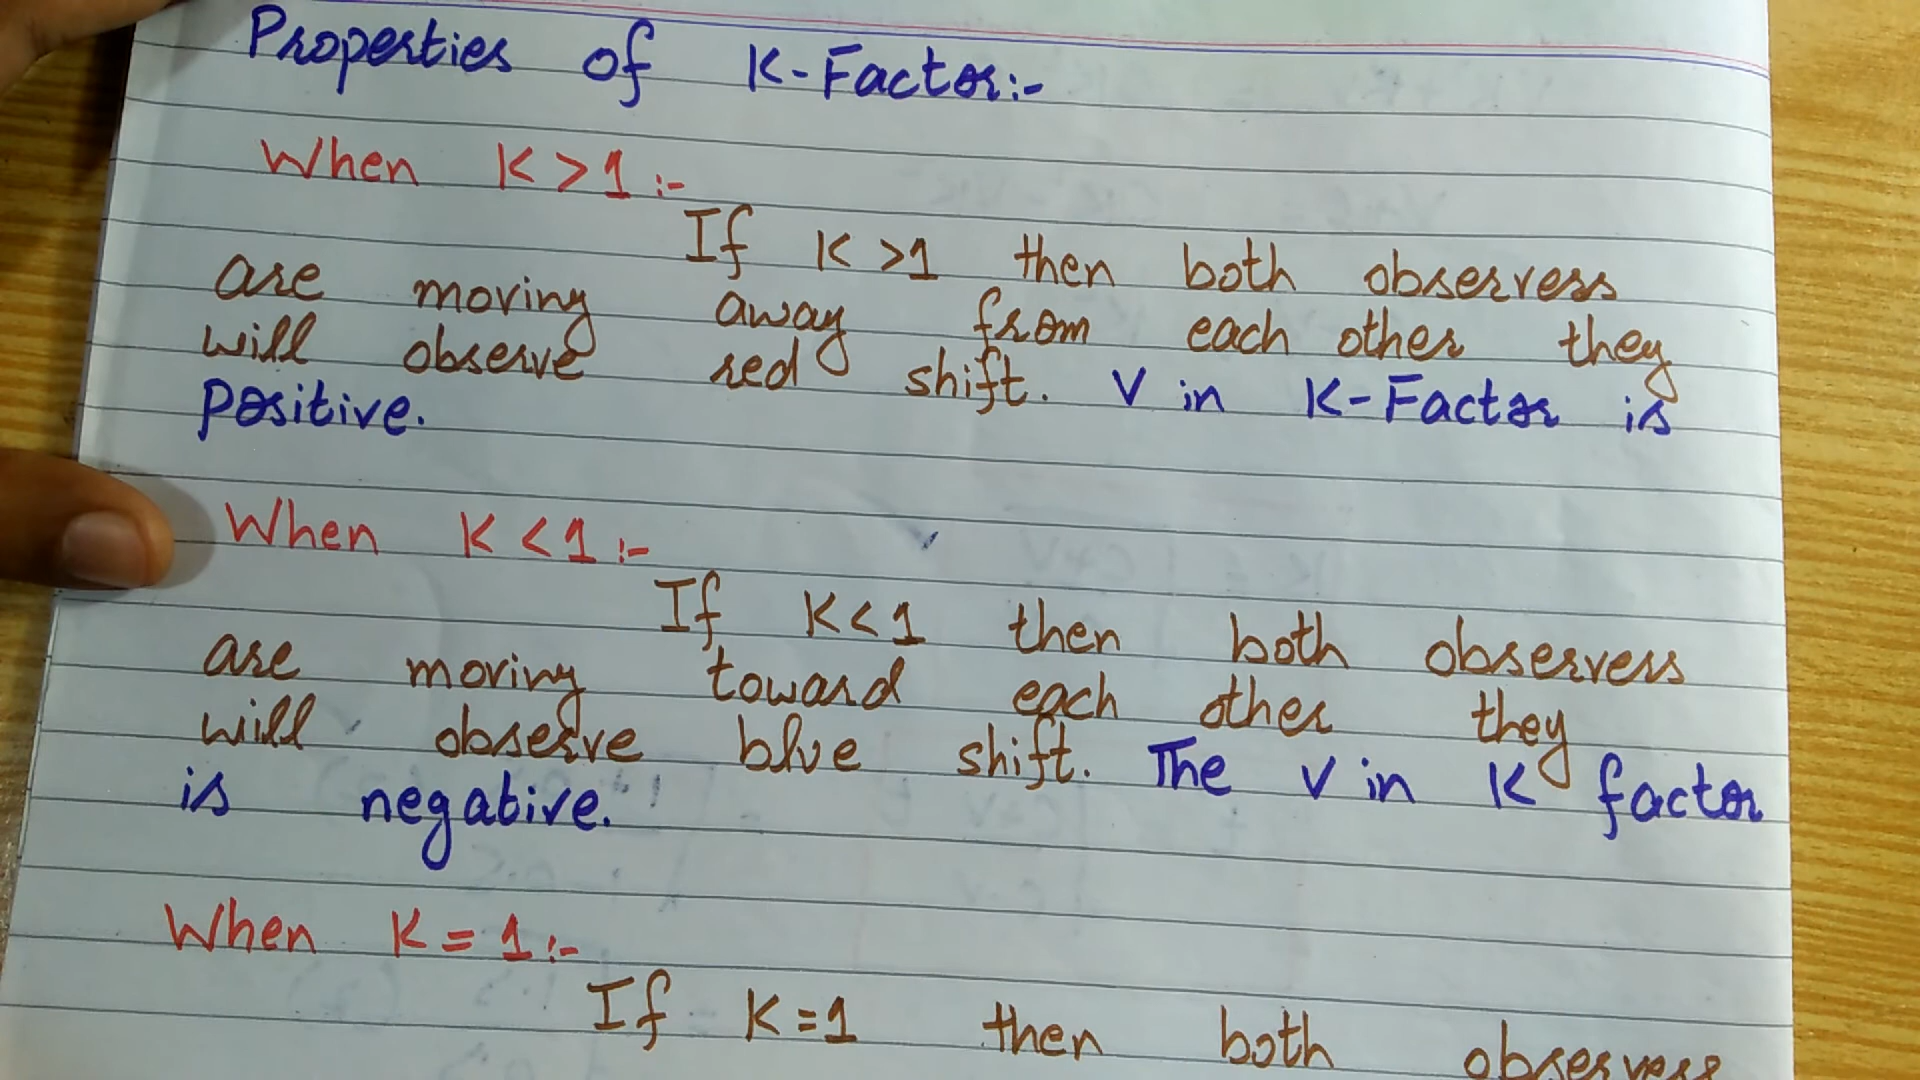 Properties of K-Factor:-
When K>1:-
If K>1 then both observers
are moving away from each other they
will observe red shift. V in K-Factor is
positive.
When K<1:-
If K<1 then both observers
are moving toward each other they
will observe blue shift. The V in K factor
is negative.
When K=1:-
If K=1 then both observers